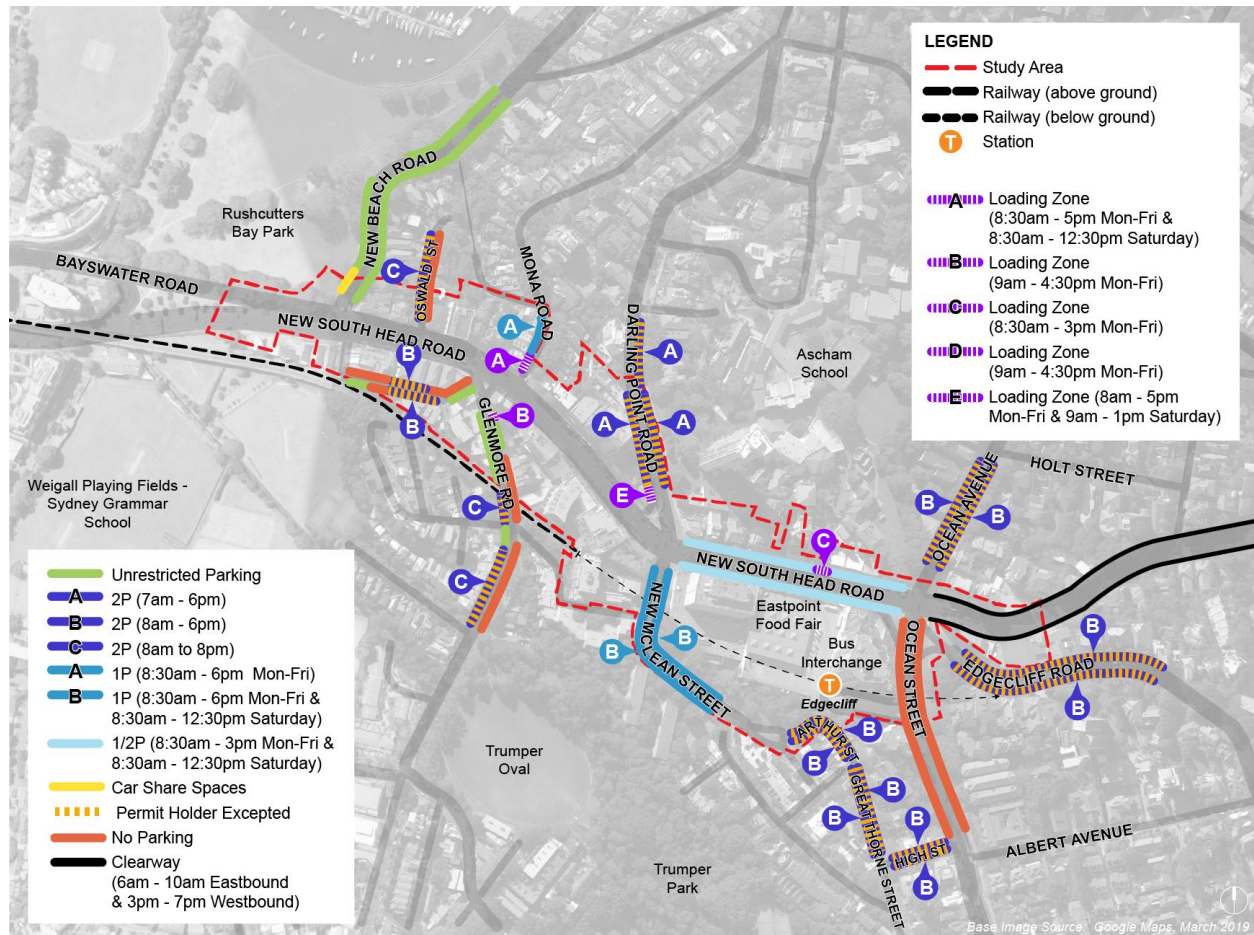 LEGEND
Study Area
Railway (above ground)
Railway (below ground)
T
Station
A
Loading Zone
(8:30am - 5pm Mon-Fri &
8:30am - 12:30pm Saturday)
B
Loading Zone
(9am - 4:30pm Mon-Fri)
C
Loading Zone
(8:30am - 3pm Mon-Fri)
D
Loading Zone
(9am - 4:30pm Mon-Fri)
E
Loading Zone (8am - 5pm
Mon-Fri & 9am - 1pm Saturday)
NEW BEACH ROAD
Rushcutters
Bay Park
BAYSWATER ROAD
C
OSWALD ST
MONA ROAD
A
A
NEW SOUTH HEAD ROAD
B
B
GLENMORE RD
B
C
C
DARLING POINT ROAD
A
A
A
E
Ascham
School
HOLT STREET
OCEAN AVENUE
B
B
Weigall Playing Fields -
Sydney Grammar
School
C
NEW SOUTH HEAD ROAD
Eastpoint
Food Fair
NEW MCLEAN STREET
B
B
Bus
Interchange
T
Edgecliff
OCEAN STREET
EDGECLIFF ROAD
B
B
ARTHUR ST
B
B
GREAT THORNE STREET
B
B
HIGH ST
B
B
ALBERT AVENUE
Trumper
Oval
Trumper
Park
Unrestricted Parking
A
2P (7am - 6pm)
B
2P (8am - 6pm)
C
2P (8am to 8pm)
A
1P (8:30am - 6pm Mon-Fri)
B
1P (8:30am - 6pm Mon-Fri &
8:30am - 12:30pm Saturday)
1/2P (8:30am - 3pm Mon-Fri &
8:30am - 12:30pm Saturday)
Car Share Spaces
Permit Holder Excepted
No Parking
Clearway
(6am - 10am Eastbound
& 3pm - 7pm Westbound)
Base Image Source: Google Maps, March 2019